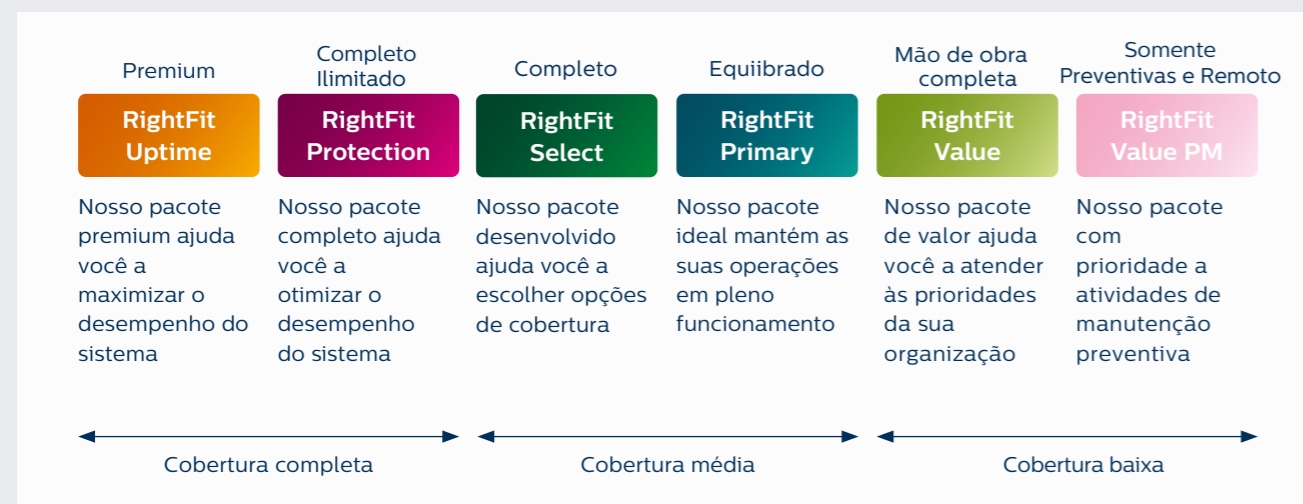 Premium
RightFit
Uptime
Nosso pacote
premium ajuda
você a
maximizar o
desempenho do
sistema
Completo
Ilimitado
RightFit
Protection
Nosso pacote
completo ajuda
você a
otimizar o
desempenho
do sistema
Completo
RightFit
Select
Nosso pacote
desenvolvido
ajuda você a
escolher opções
de cobertura
Equiibrado
RightFit
Primary
Nosso pacote
ideal mantém as
suas operações
em pleno
funcionamento
Mão de obra
completa
RightFit
Value
Nosso pacote
de valor ajuda
você a atender
às prioridades
da sua
organização
Somente
Preventivas e Remoto
RightFit
Value PM
Nosso pacote
com
prioridade a
atividades de
manutenção
preventiva
Cobertura completa
Cobertura média
Cobertura baixa